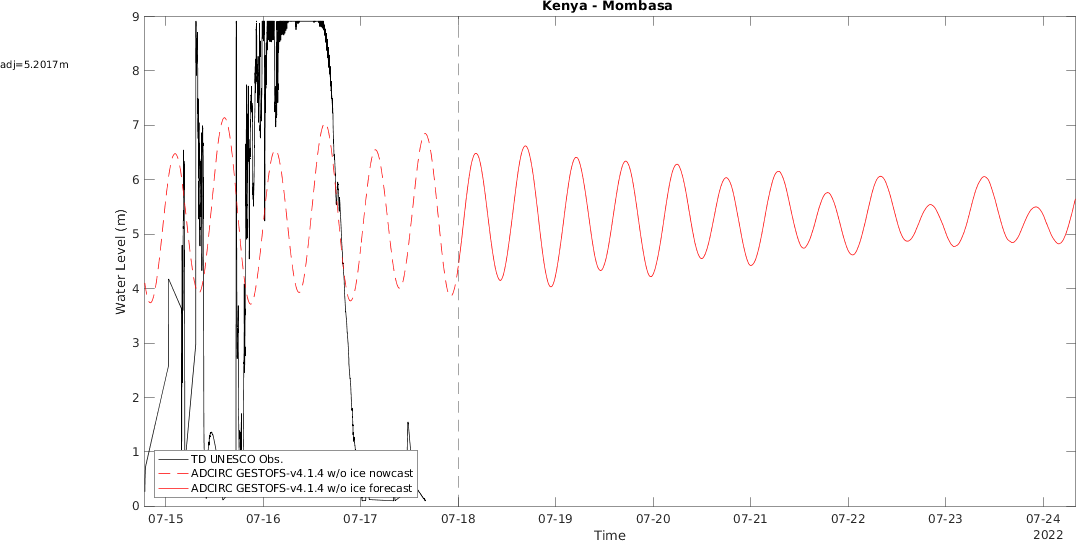 Kenya - Mombasa
adj=5.2017m
Water Level (m)
9
8
7
6
5
4
3
2
1
0
TD UNESCO Obs.
ADCIRC GESTOFS-v4.1.4 w/o ice nowcast
ADCIRC GESTOFS-v4.1.4 w/o ice forecast
07-15 07-16 07-17 07-18 07-19 07-20 07-21 07-22 07-23 07-24
Time
2022